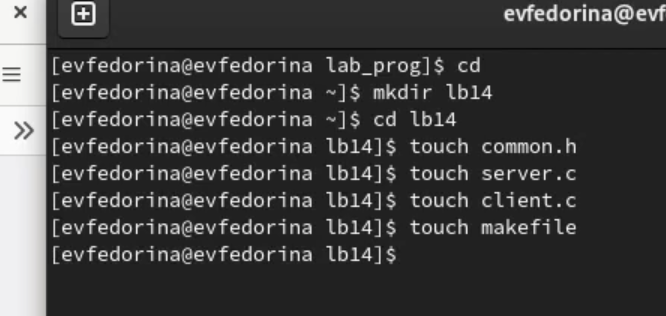 evfedorina@evf
[evfedorina@evfedorina lab_prog]$ cd
[evfedorina@evfedorina ~]$ mkdir lb14
[evfedorina@evfedorina ~]$ cd lb14
[evfedorina@evfedorina lb14]$ touch common.h
[evfedorina@evfedorina lb14]$ touch server.c
[evfedorina@evfedorina lb14]$ touch client.c
[evfedorina@evfedorina lb14]$ touch makefile
[evfedorina@evfedorina lb14]$